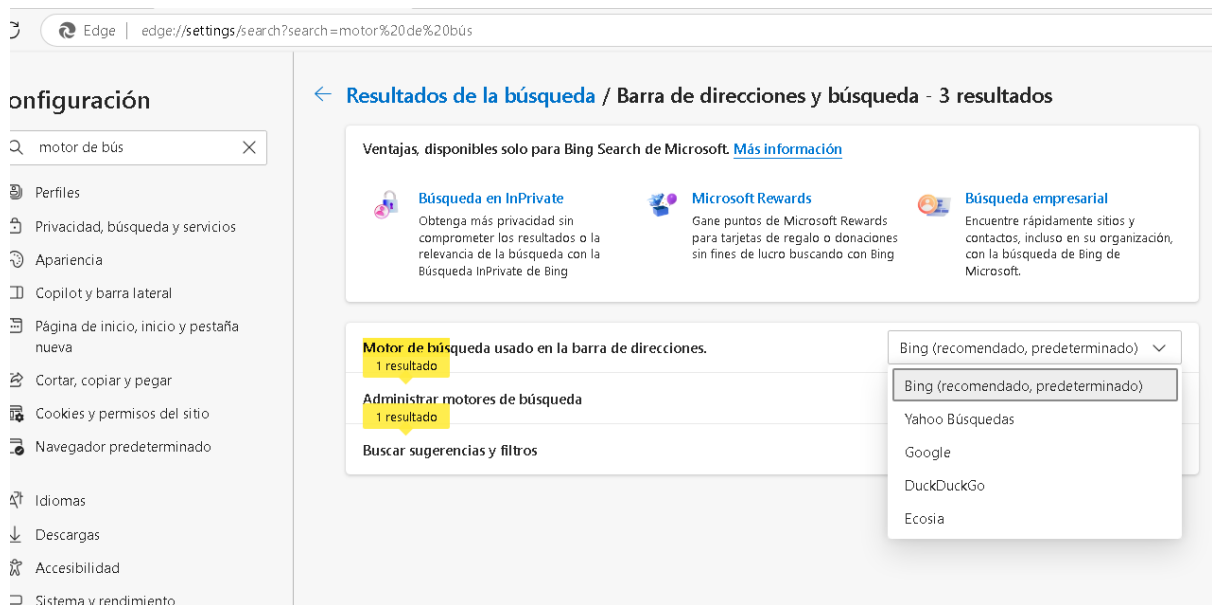 Edge | edge://settings/search?search=motor%20de%20bús
onfiguración
motor de bús
Perfiles
Privacidad, búsqueda y servicios
Apariencia
Copilot y barra lateral
Página de inicio, inicio y pestaña
nueva
Cortar, copiar y pegar
Cookies y permisos del sitio
Navegador predeterminado
Idiomas
Descargas
Accesibilidad
Sistema y rendimiento
Resultados de la búsqueda / Barra de direcciones y búsqueda - 3 resultados
Ventajas, disponibles solo para Bing Search de Microsoft. Más información
Búsqueda en InPrivate
Obtenga más privacidad sin
comprometer los resultados o la
relevancia de la búsqueda con la
Búsqueda InPrivate de Bing
Microsoft Rewards
Gane puntos de Microsoft Rewards
para tarjetas de regalo o donaciones
sin fines de lucro buscando con Bing
Búsqueda empresarial
Encuentre rápidamente sitios y
contactos, incluso en su organización,
con la búsqueda de Bing de
Microsoft.
Motor de búsqueda usado en la barra de direcciones.
1 resultado
Bing (recomendado, predeterminado)
Administrar motores de búsqueda
1 resultado
Buscar sugerencias y filtros
Bing (recomendado, predeterminado)
Yahoo Búsquedas
Google
DuckDuckGo
Ecosia